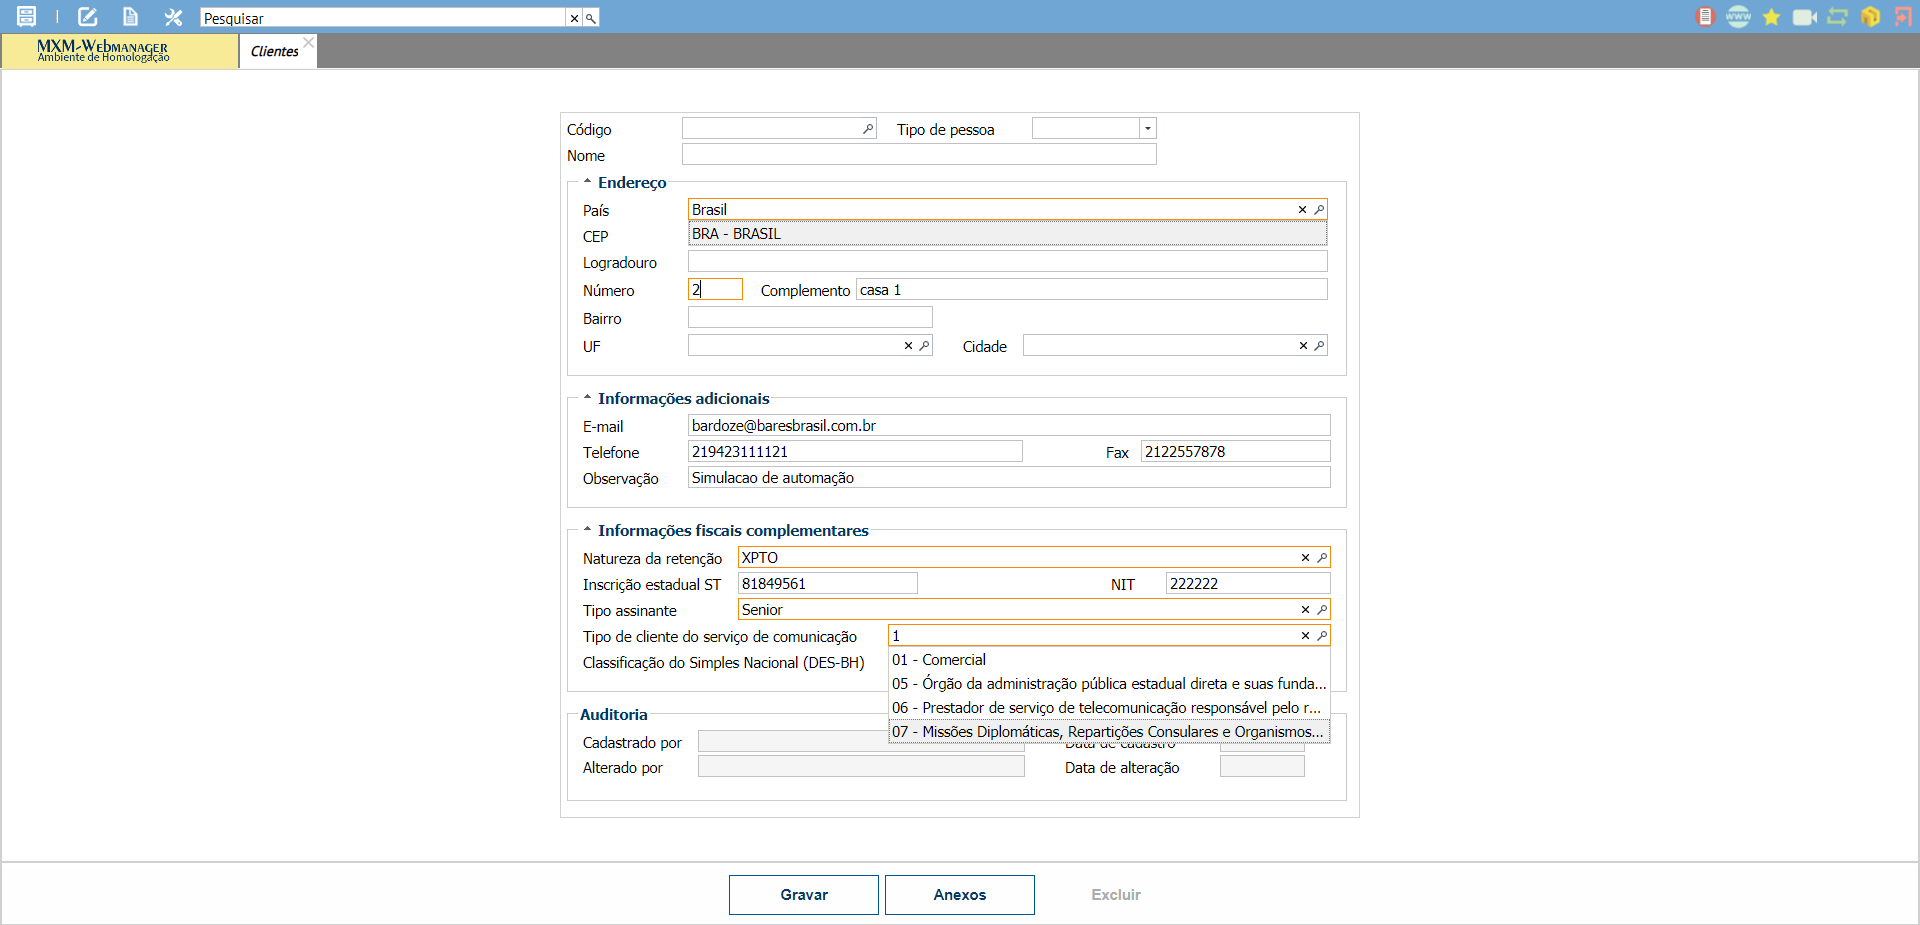 Pesquisar
www
MXM-Webmanager
Ambiente de Homologação
Clientes
Código
Tipo de pessoa
Nome
Endereço
País Brasil
CEP BRA - BRASIL
Logradouro
Número 2 Complemento casa 1
Bairro
UF Cidade
Informações adicionais
E-mail bardoze@baresbrasil.com.br
Telefone 219423111121 Fax 2122557878
Observação Simulacao de automação
Informações fiscais complementares
Natureza da retenção XPTO
Inscrição estadual ST 81849561 NIT 222222
Tipo assinante Senior
Tipo de cliente do serviço de comunicação 1
Classificação do Simples Nacional (DES-BH) 01 - Comercial
05 - Órgão da administração pública estadual direta e suas funda...
06 - Prestador de serviço de telecomunicação responsável pelo r...
Auditoria
07 - Missões Diplomáticas, Repartições Consulares e Organismos...
Cadastrado por Data de cadastro
Alterado por Data de alteração
Gravar Anexos Excluir